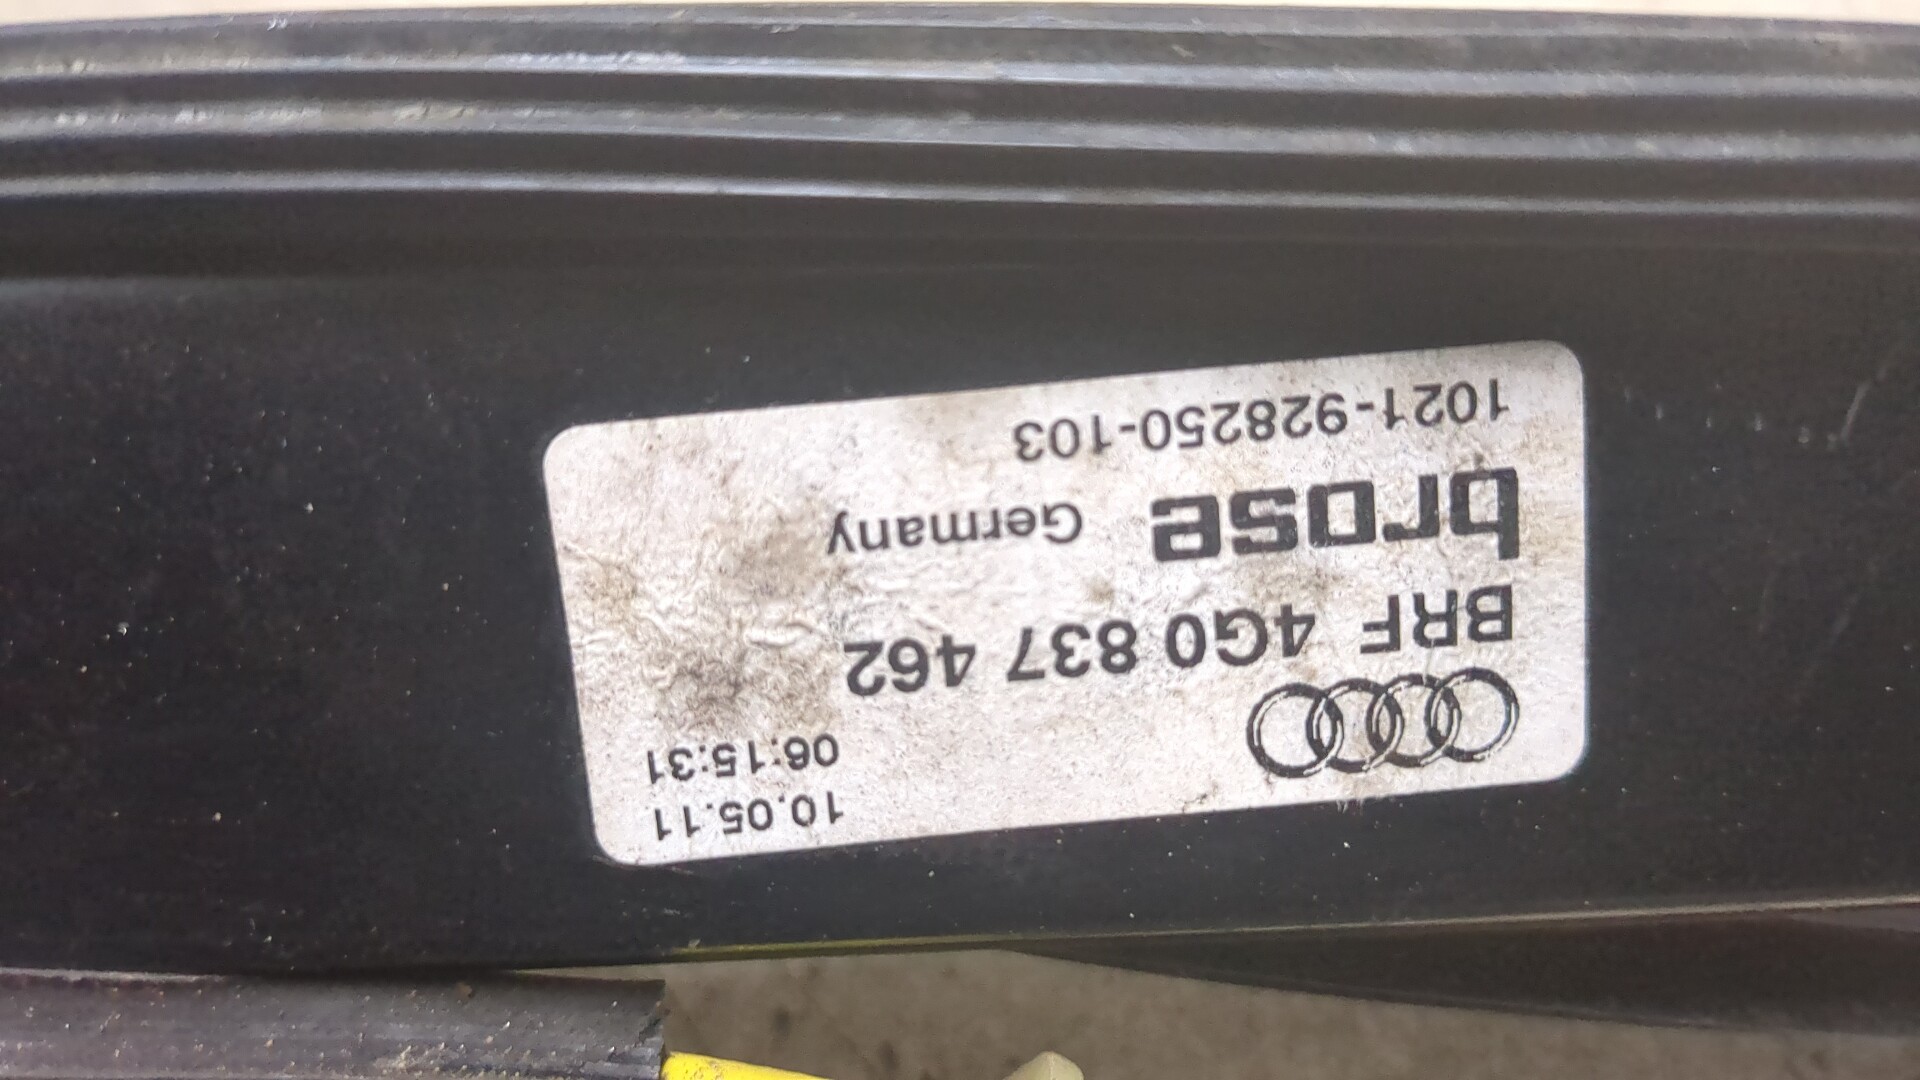 10.05.11
06:15:31
BRF 4G0 837 462
brose Germany
1021-928250-103